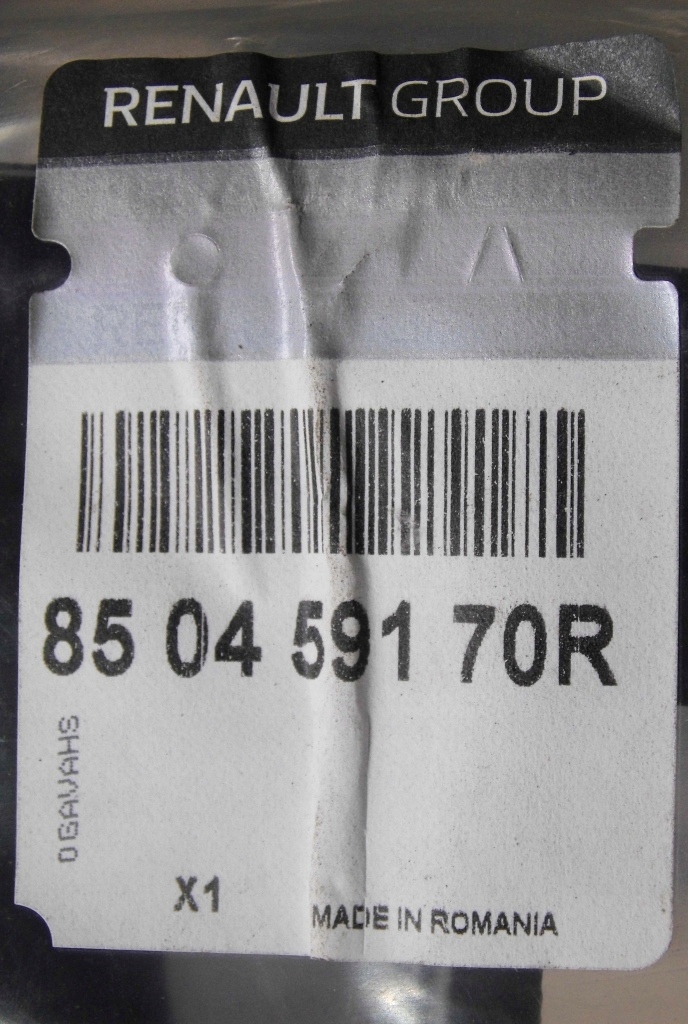 RENAULT GROUP
85 04 591 70R
0GAVAHS
X1
MADE IN ROMANIA